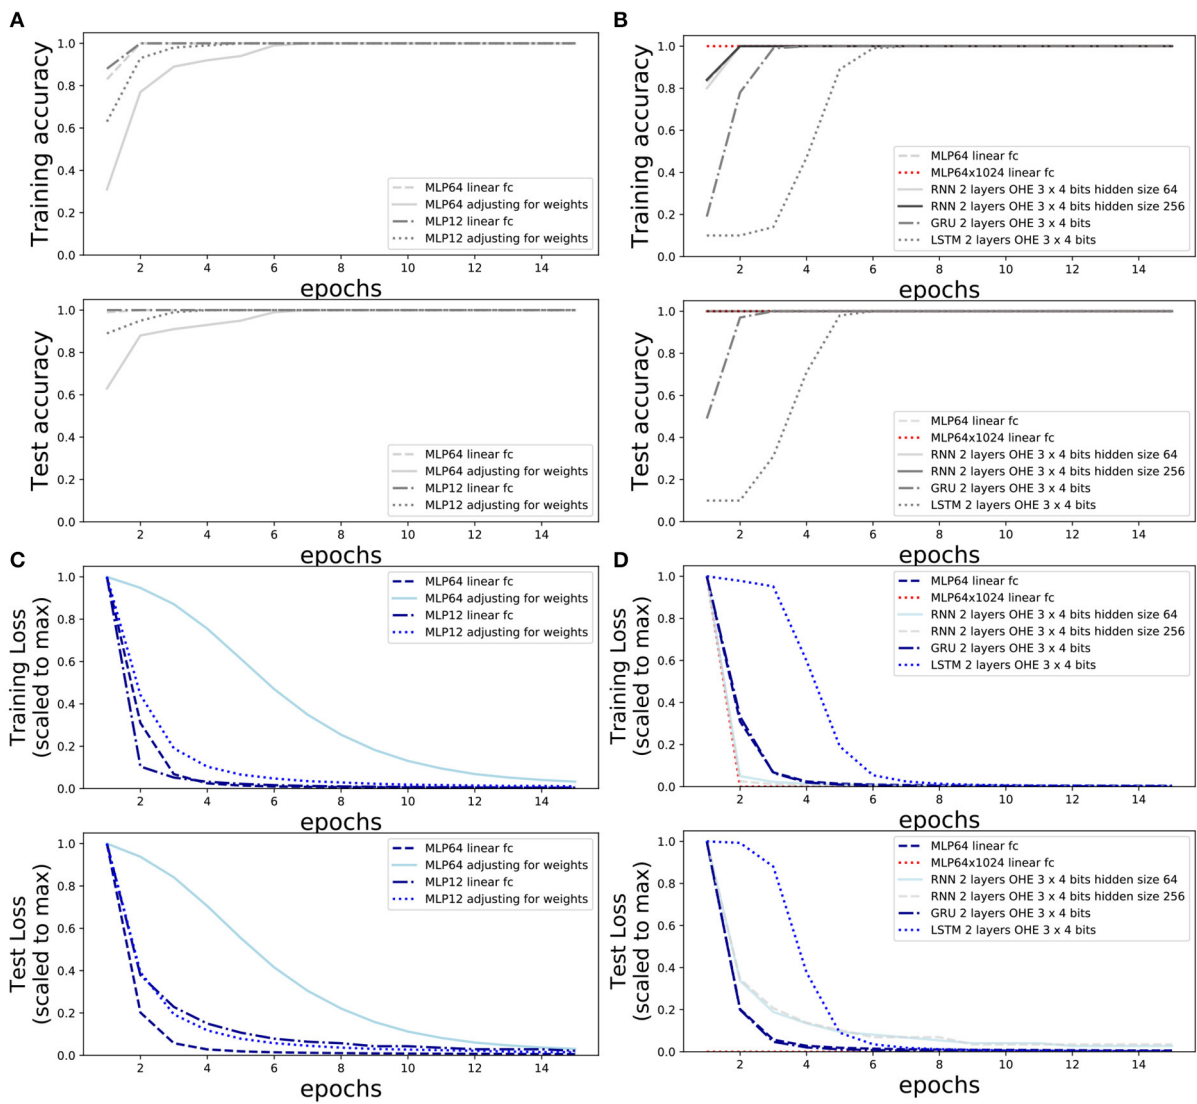 A
Training accuracy
1.0
0.8
0.6
0.4
0.2
0.0
MLP64 linear fc
MLP64 adjusting for weights
MLP12 linear fc
MLP12 adjusting for weights
2 4 6 8 10 12 14
epochs
Test accuracy
1.0
0.8
0.6
0.4
0.2
0.0
MLP64 linear fc
MLP64 adjusting for weights
MLP12 linear fc
MLP12 adjusting for weights
2 4 6 8 10 12 14
epochs
B
Training accuracy
1.0
0.8
0.6
0.4
0.2
0.0
MLP64 linear fc
MLP64x1024 linear fc
RNN 2 layers OHE 3 x 4 bits hidden size 64
RNN 2 layers OHE 3 x 4 bits hidden size 256
GRU 2 layers OHE 3 x 4 bits
LSTM 2 layers OHE 3 x 4 bits
2 4 6 8 10 12 14
epochs
Test accuracy
1.0
0.8
0.6
0.4
0.2
0.0
MLP64 linear fc
MLP64x1024 linear fc
RNN 2 layers OHE 3 x 4 bits hidden size 64
RNN 2 layers OHE 3 x 4 bits hidden size 256
GRU 2 layers OHE 3 x 4 bits
LSTM 2 layers OHE 3 x 4 bits
2 4 6 8 10 12 14
epochs
C
Training Loss
(scaled to max)
1.0
0.8
0.6
0.4
0.2
0.0
MLP64 linear fc
MLP64 adjusting for weights
MLP12 linear fc
MLP12 adjusting for weights
2 4 6 8 10 12 14
epochs
Test Loss
(scaled to max)
1.0
0.8
0.6
0.4
0.2
0.0
MLP64 linear fc
MLP64 adjusting for weights
MLP12 linear fc
MLP12 adjusting for weights
2 4 6 8 10 12 14
epochs
D
Training Loss
(scaled to max)
1.0
0.8
0.6
0.4
0.2
0.0
MLP64 linear fc
MLP64x1024 linear fc
RNN 2 layers OHE 3 x 4 bits hidden size 64
RNN 2 layers OHE 3 x 4 bits hidden size 256
GRU 2 layers OHE 3 x 4 bits
LSTM 2 layers OHE 3 x 4 bits
2 4 6 8 10 12 14
epochs
Test Loss
(scaled to max)
1.0
0.8
0.6
0.4
0.2
0.0
MLP64 linear fc
MLP64x1024 linear fc
RNN 2 layers OHE 3 x 4 bits hidden size 64
RNN 2 layers OHE 3 x 4 bits hidden size 256
GRU 2 layers OHE 3 x 4 bits
LSTM 2 layers OHE 3 x 4 bits
2 4 6 8 10 12 14
epochs